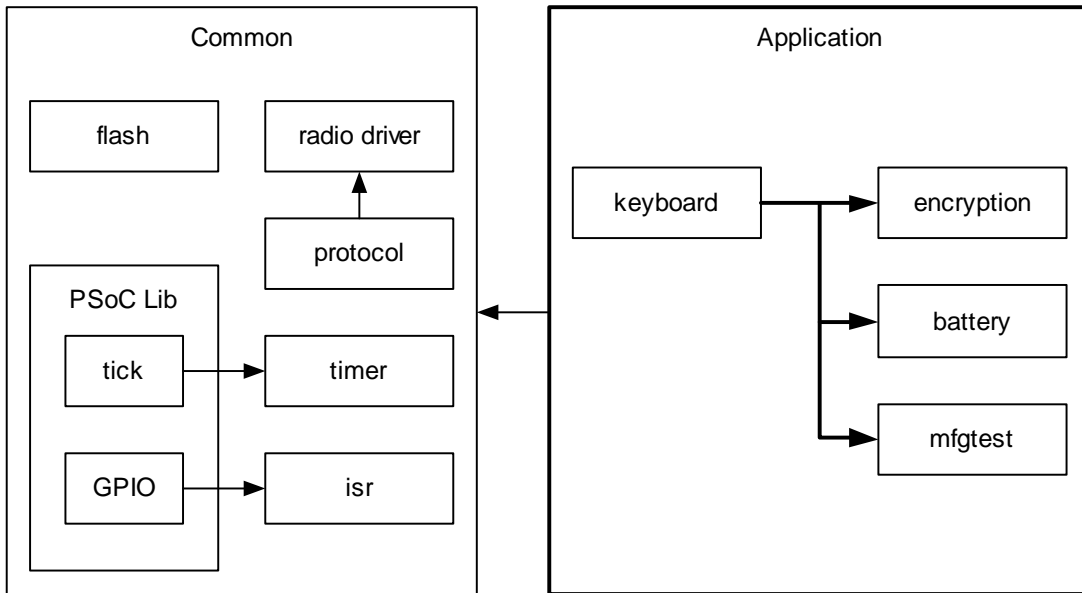 Common
flash
radio driver
protocol
PSoC Lib
tick
timer
GPIO
isr
Application
keyboard
encryption
battery
mfgtest